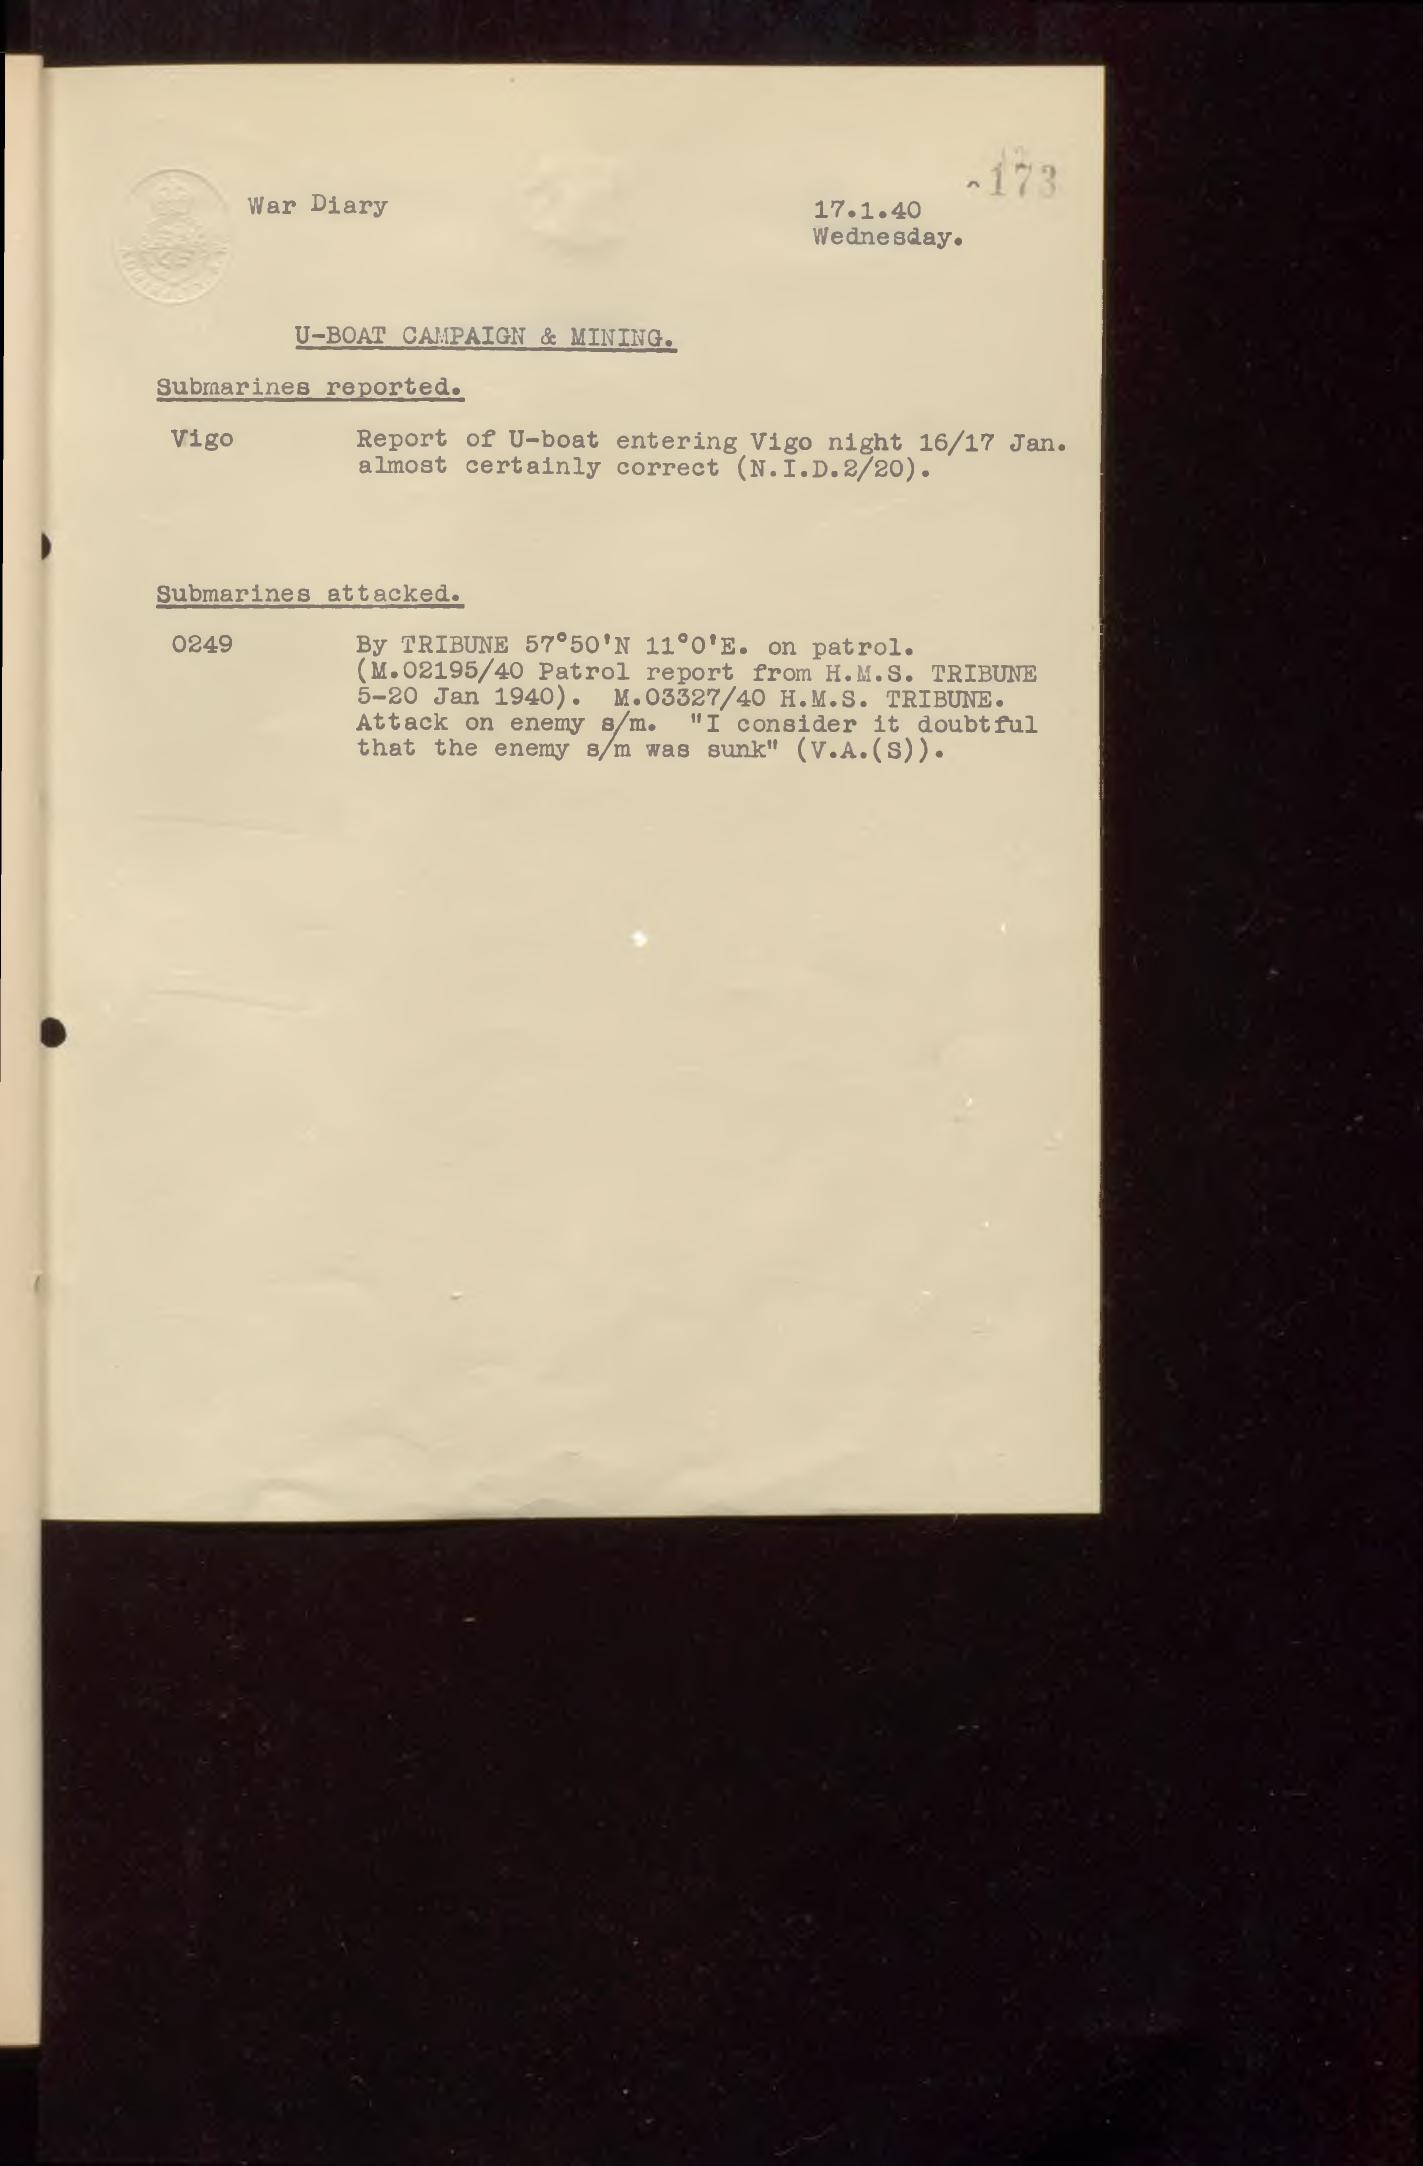 173
War Diary
17.1.40
Wednesday.
U-BOAT CAMPAIGN & MINING.
Submarines reported.
Vigo Report of U-boat entering Vigo night 16/17 Jan.
almost certainly correct (N.I.D.2/20).
Submarines attacked.
0249 By TRIBUNE 57°50'N 11°0'E. on patrol.
(M.02195/40 Patrol report from H.M.S. TRIBUNE
5-20 Jan 1940). M.03327/40 H.M.S. TRIBUNE.
Attack on enemy s/m. "I consider it doubtful
that the enemy s/m was sunk" (V.A.(S)).